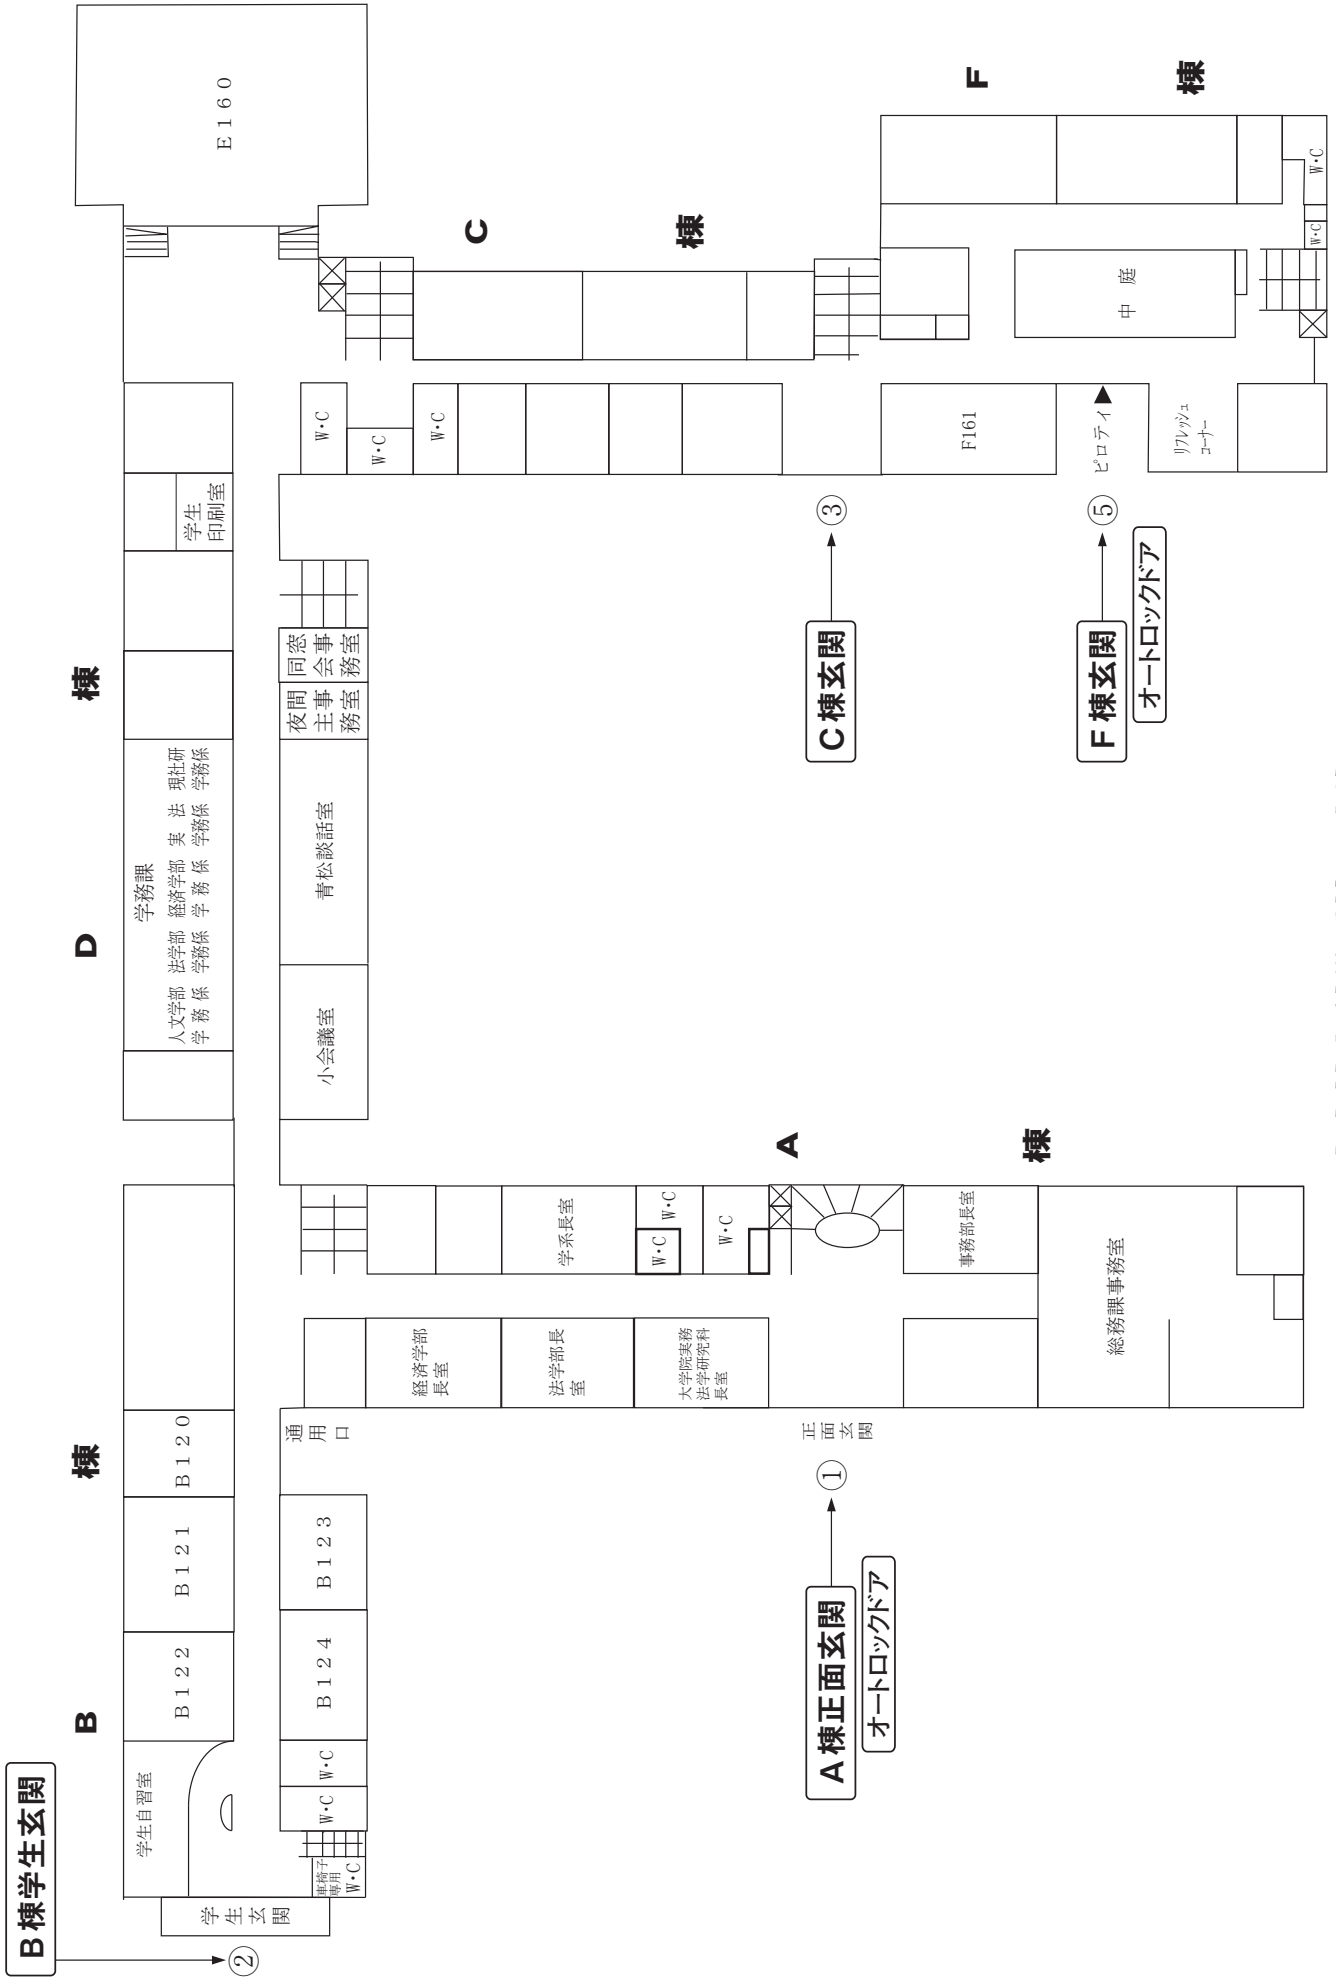 B棟学生玄関
②
学生玄関
学生自習室
車椅子
専用
W・C
W・C
W・C
B
棟
B122
B121
B120
B124
B123
通用口
経済学部
長室
法学部長
室
大学院実務
法学研究科
長室
学系長室
W・C
W・C
W・C
A
棟
正面玄関
①
A棟正面玄関
オートロックドア
事務部長室
総務課事務室
D
棟
学務課
人文学部
学務係
法学部
学務係
経済学部
学務係
実法
学務係
現社研
学務係
小会議室
青松談話室
夜間
主事
務室
同窓
会事
務室
学生
印刷室
E160
W・C
W・C
W・C
C
棟
C棟玄関
③
F
棟
F161
中庭
ピロティ▲
リフレッシュ
コーナー
W・C
W・C
F棟玄関
⑤
オートロックドア